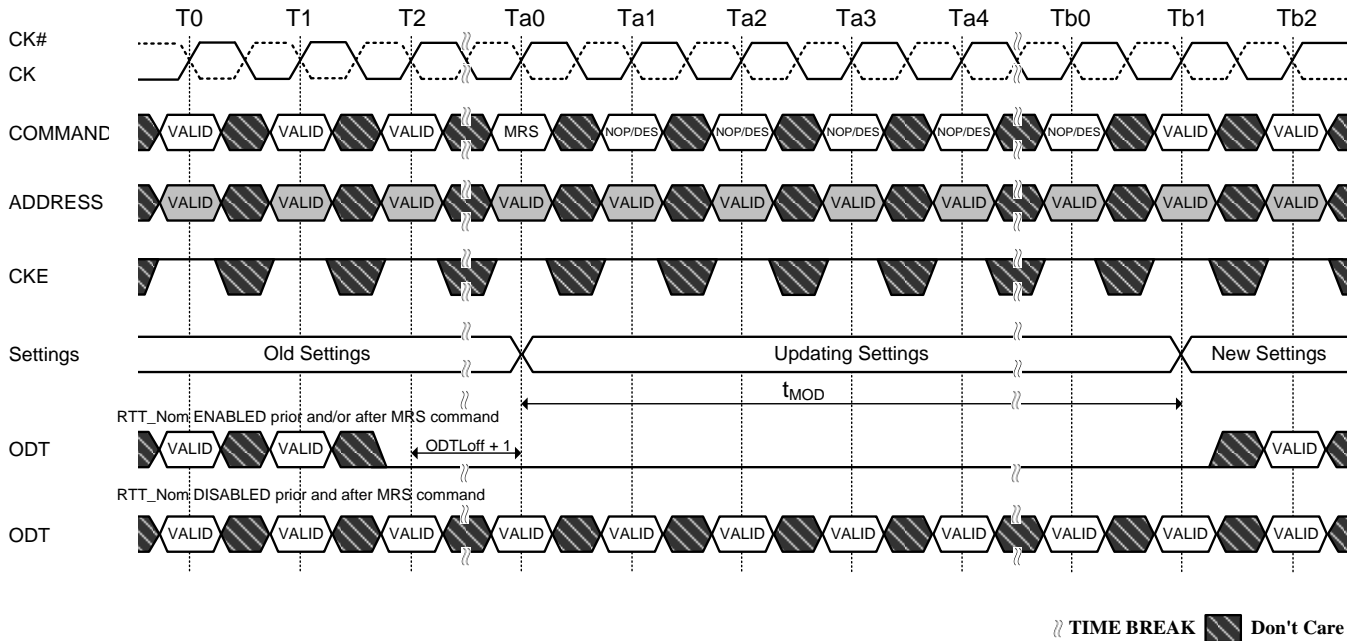 T0 T1 T2 Ta0 Ta1 Ta2 Ta3 Ta4 Tb0 Tb1 Tb2
CK#
CK
COMMAND VALID VALID VALID MRS NOP/DES NOP/DES NOP/DES NOP/DES NOP/DES VALID VALID
ADDRESS VALID VALID VALID VALID VALID VALID VALID VALID VALID VALID VALID
CKE
Settings Old Settings Updating Settings New Settings
tMOD
RTT_Nom ENABLED prior and/or after MRS command
ODT VALID VALID ODTLoff + 1 VALID
RTT_Nom DISABLED prior and after MRS command
ODT VALID VALID VALID VALID VALID VALID VALID VALID VALID VALID VALID
TIME BREAK Don't Care